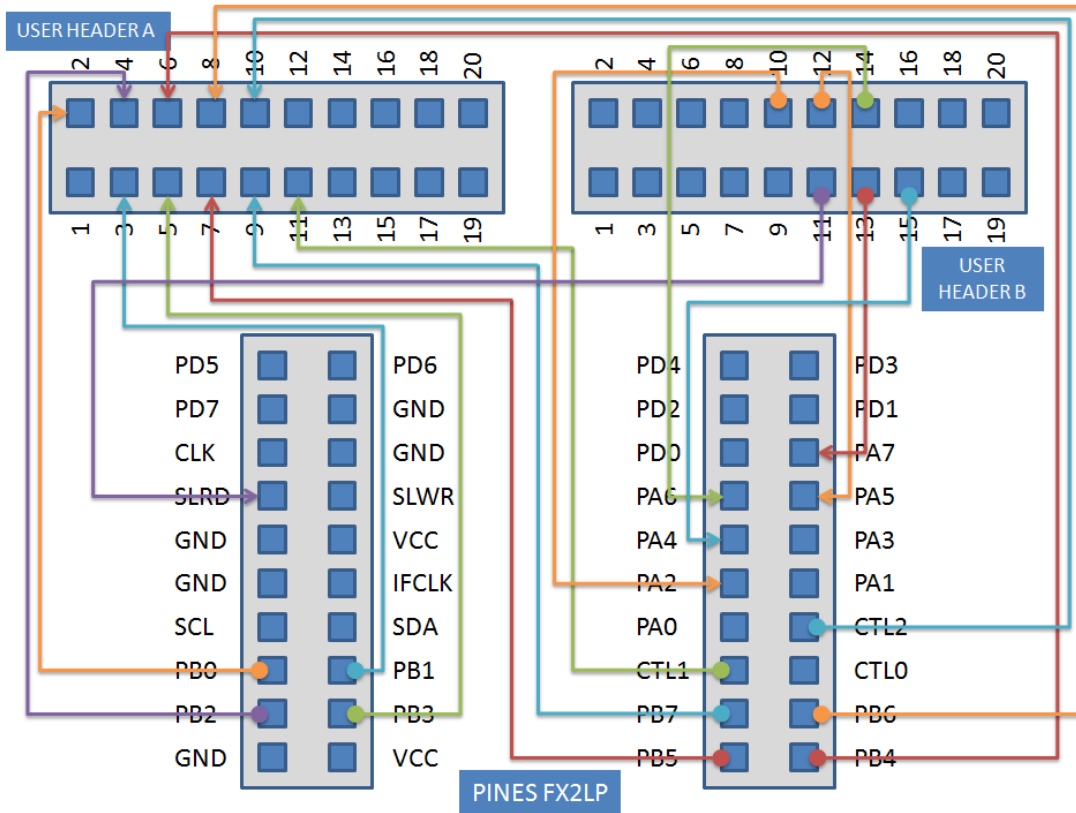 USER HEADER A
2 4 6 8 10 12 14 16 18 20
2 4 6 8 10 12 14 16 18 20
1 3 5 7 9 11 13 15 17 19
1 3 5 7 9 11 13 15 17 19
USER
HEADER B
PD5 PD6 PD4 PD3
PD7 GND PD2 PD1
CLK GND PD0 PA7
SLRD SLWR PA6 PA5
GND VCC PA4 PA3
GND IFCLK PA2 PA1
SCL SDA PA0 CTL2
PB0 PB1 CTL1 CTL0
PB2 PB3 PB7 PB6
GND VCC PB5 PB4
PINES FX2LP